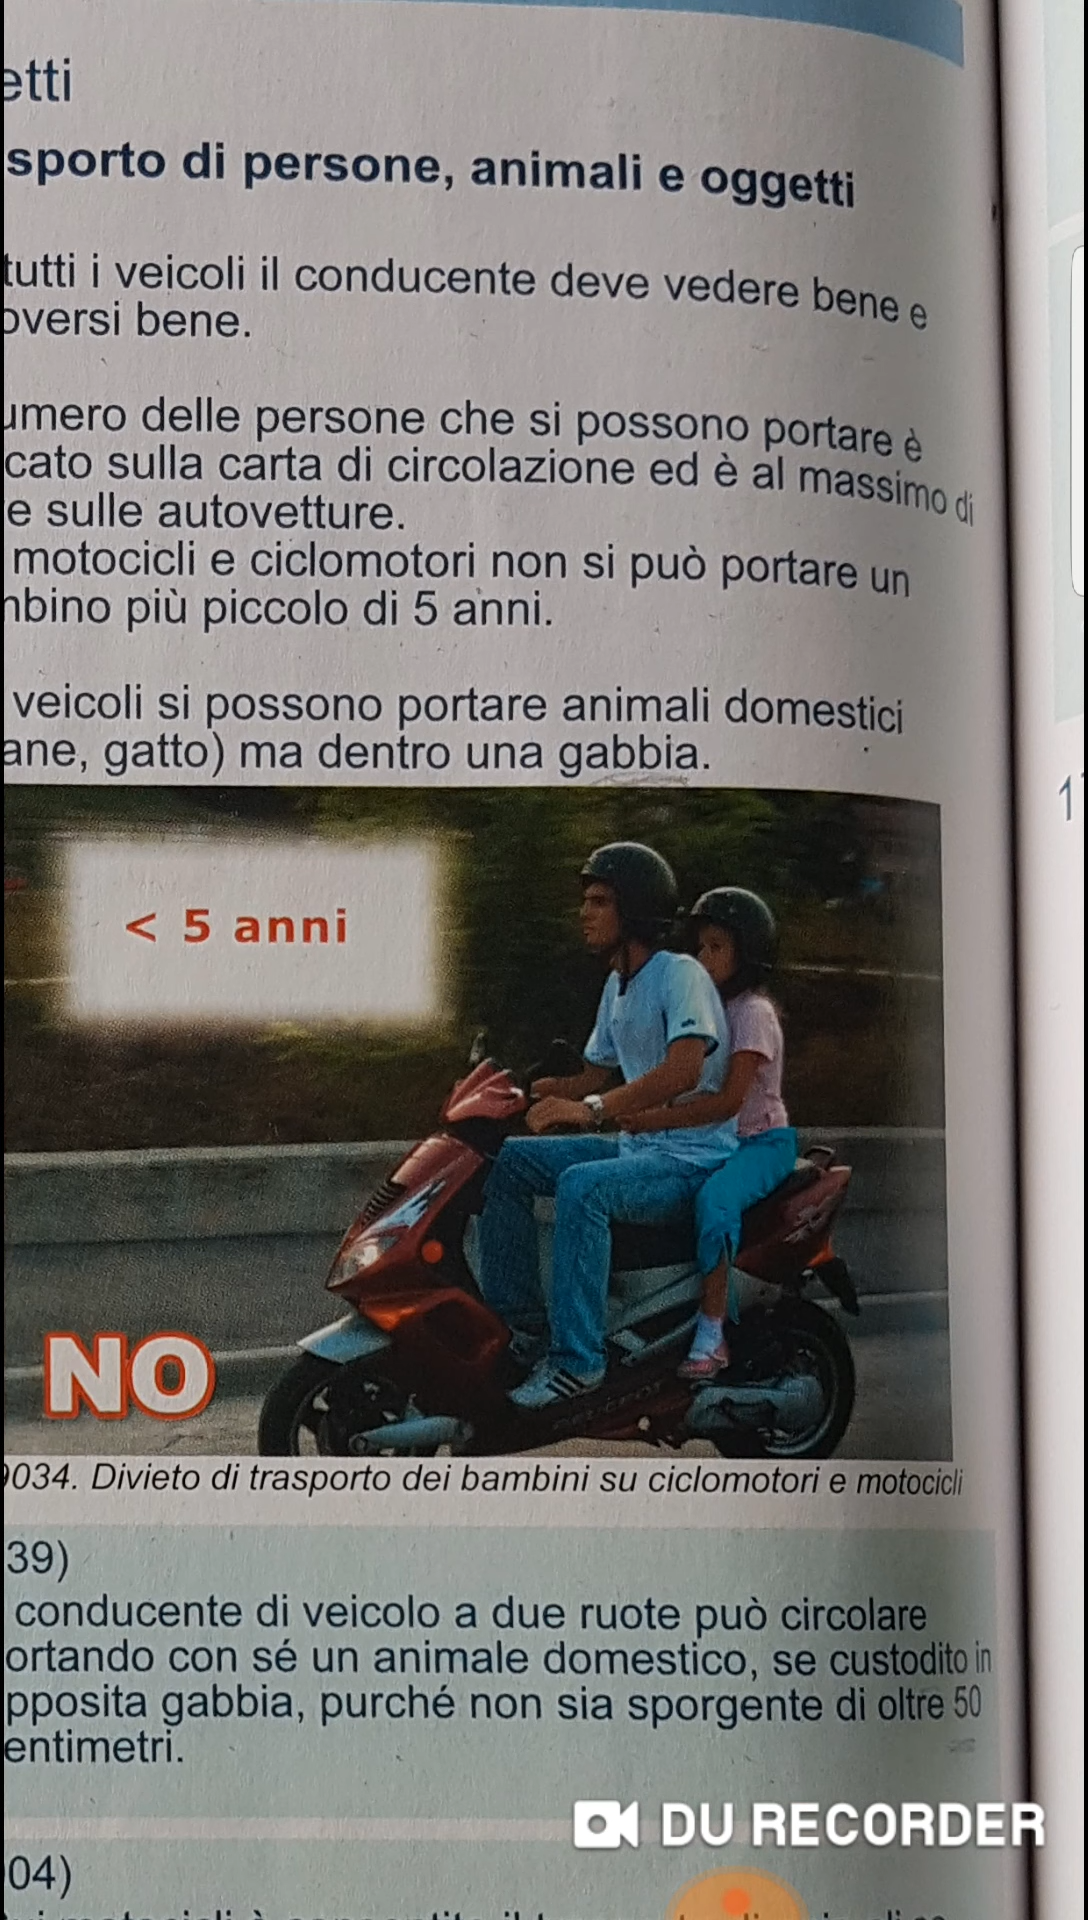 etti
sporto di persone, animali e oggetti
tutti i veicoli il conducente deve vedere bene e
oversi bene.
umero delle persone che si possono portare è
cato sulla carta di circolazione ed è al massimo di
e sulle autovetture.
motocicli e ciclomotori non si può portare un
nbino più piccolo di 5 anni.
veicoli si possono portare animali domestici
ane, gatto) ma dentro una gabbia.
< 5 anni
NO
9034. Divieto di trasporto dei bambini su ciclomotori e motocicli
39)
conducente di veicolo a due ruote può circolare
ortando con sé un animale domestico, se custodito in
pposita gabbia, purché non sia sporgente di oltre 50
entimetri.
DU RECORDER
04)